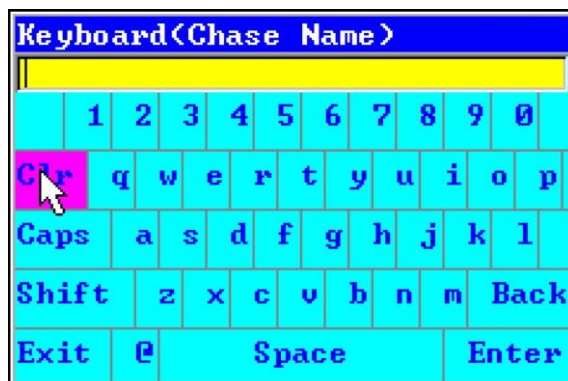 Keyboard(Chase Name)
1 2 3 4 5 6 7 8 9 0
Clr q w e r t y u i o p
Caps a s d f g h j k l
Shift z x c v b n m Back
Exit @ Space Enter